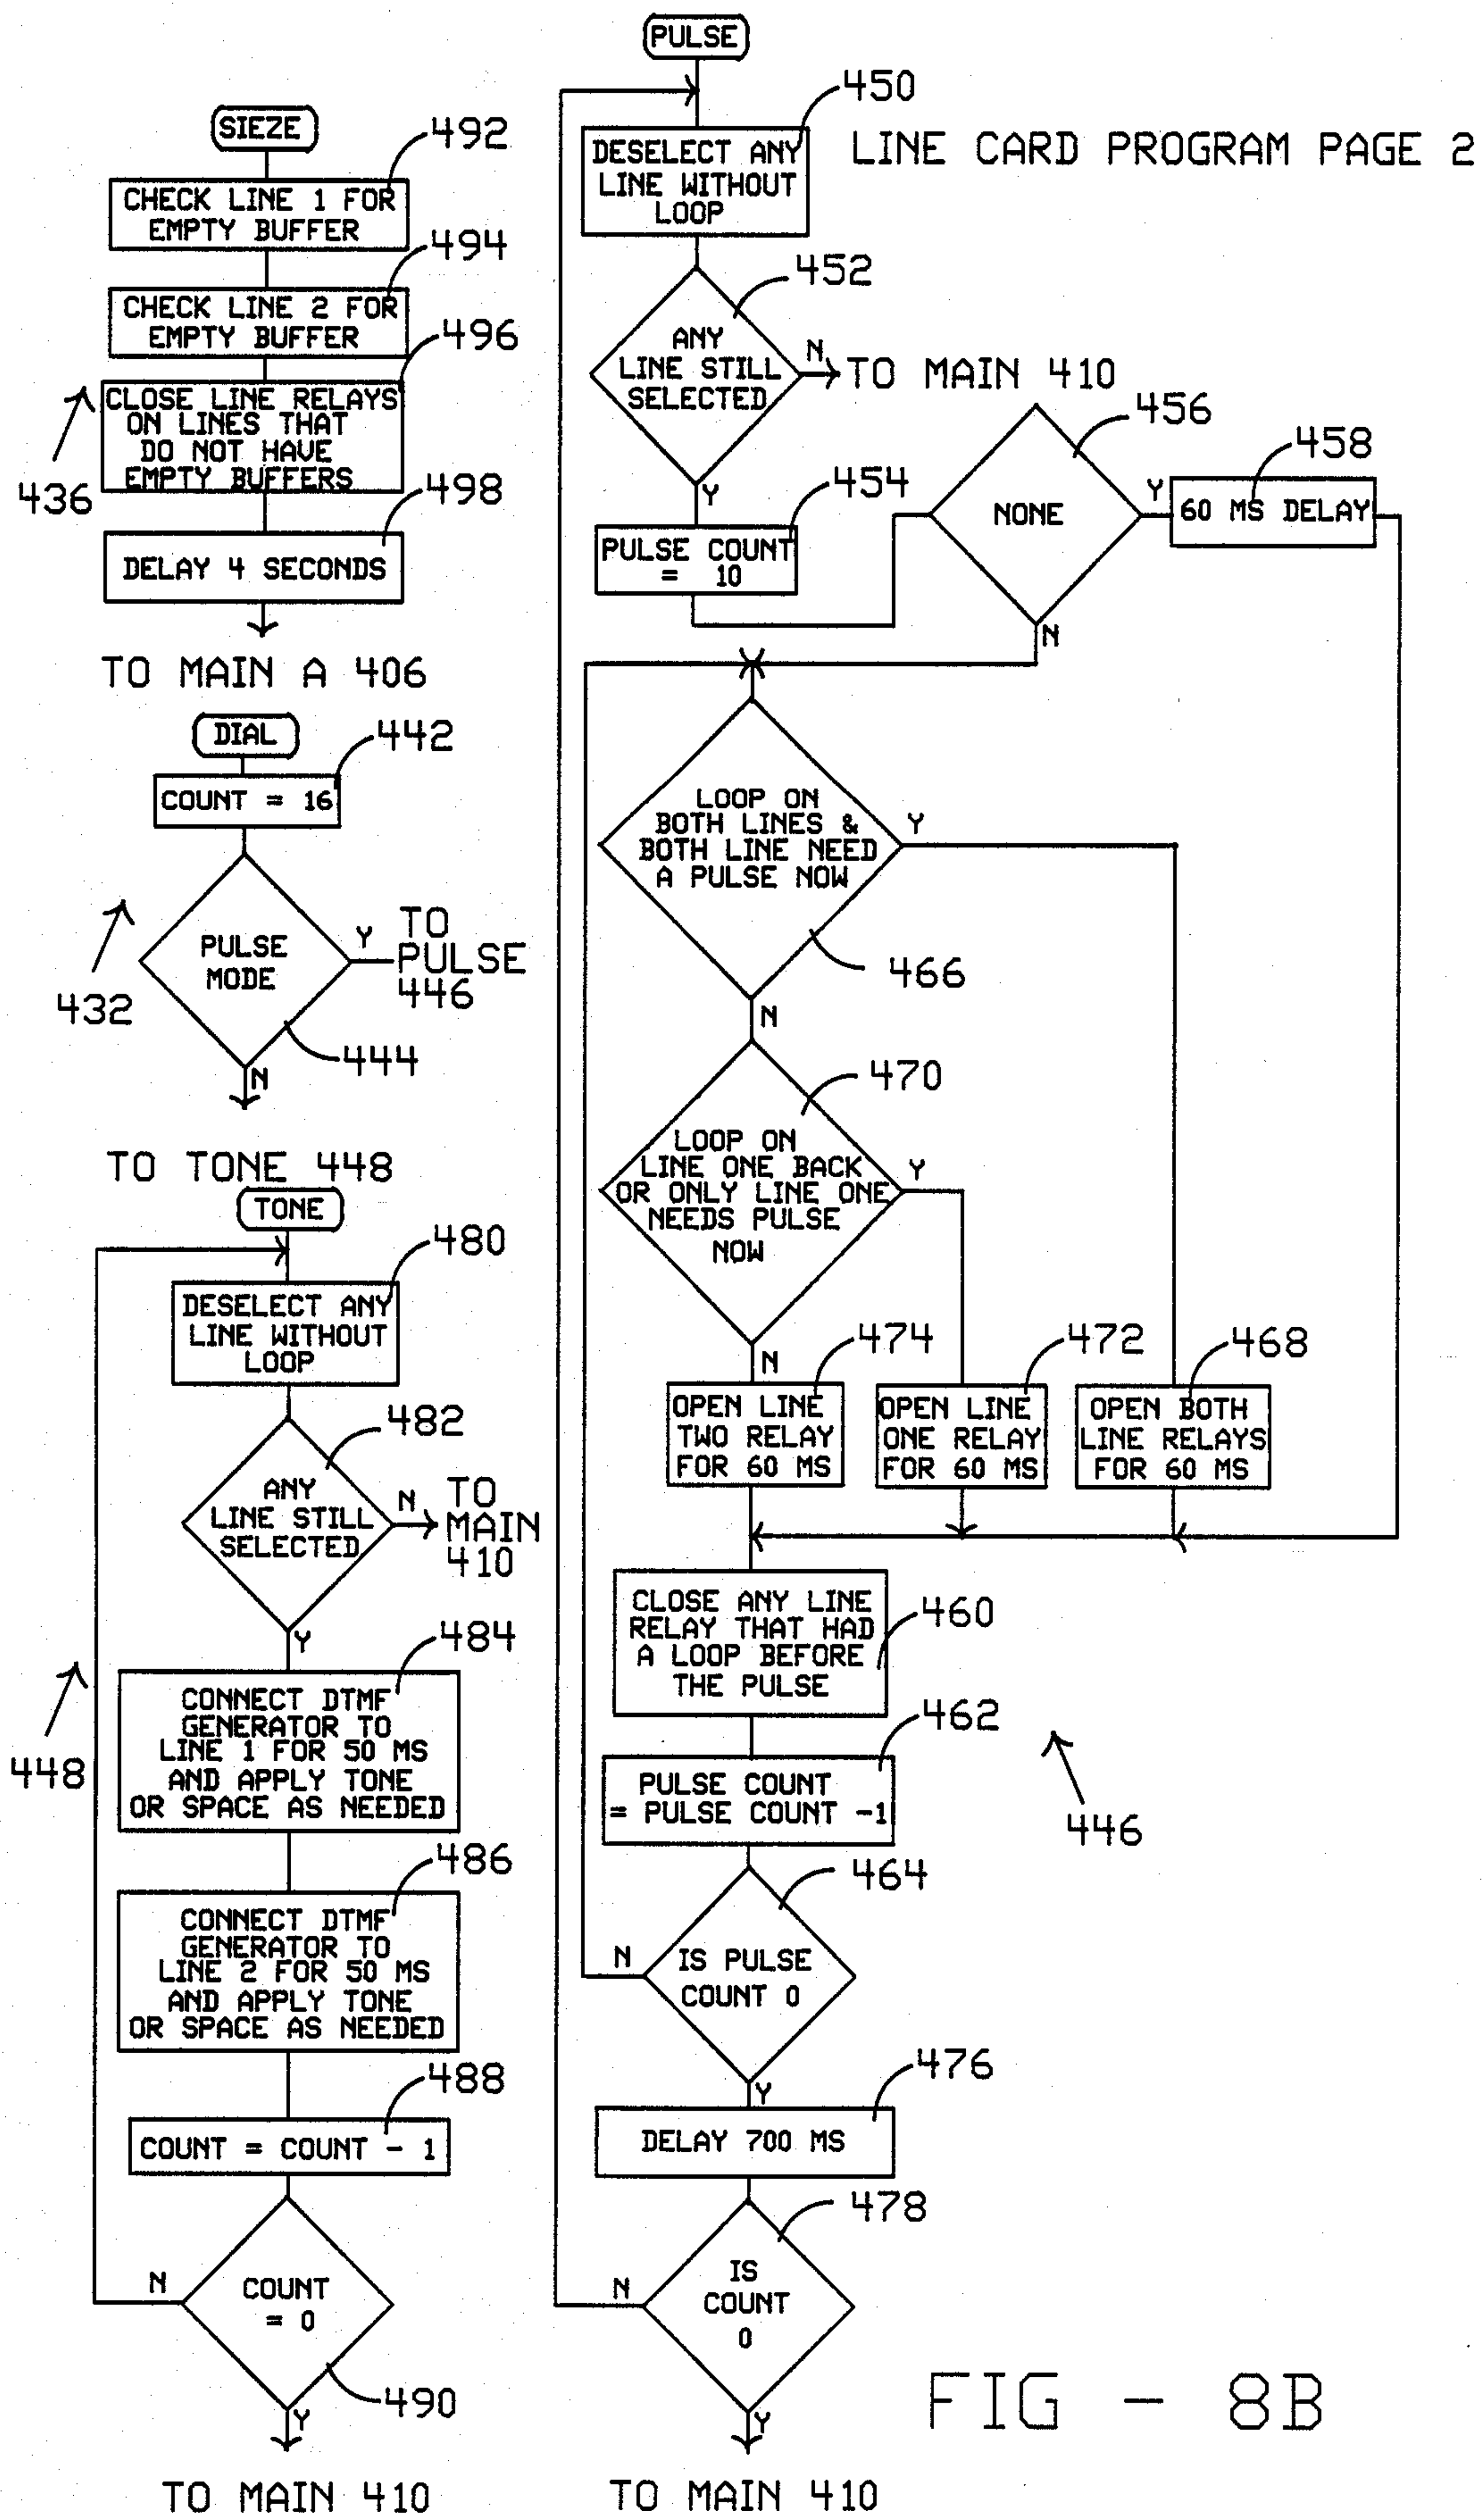 SIEZE
492
CHECK LINE 1 FOR
EMPTY BUFFER
494
CHECK LINE 2 FOR
EMPTY BUFFER
496
CLOSE LINE RELAYS
ON LINES THAT
DO NOT HAVE
EMPTY BUFFERS
436
498
DELAY 4 SECONDS
TO MAIN A 406
DIAL
442
COUNT = 16
432
PULSE
MODE
Y
TO
PULSE
446
444
N
TO TONE 448
TONE
480
DESELECT ANY
LINE WITHOUT
LOOP
482
ANY
LINE STILL
SELECTED
N
TO
MAIN
410
Y
484
448
CONNECT DTMF
GENERATOR TO
LINE 1 FOR 50 MS
AND APPLY TONE
OR SPACE AS NEEDED
486
CONNECT DTMF
GENERATOR TO
LINE 2 FOR 50 MS
AND APPLY TONE
OR SPACE AS NEEDED
488
COUNT = COUNT - 1
N
COUNT
= 0
490
Y
TO MAIN 410
PULSE
450
LINE CARD PROGRAM PAGE 2
DESELECT ANY
LINE WITHOUT
LOOP
452
ANY
LINE STILL
SELECTED
N
TO MAIN 410
Y
454
PULSE COUNT
= 10
456
NONE
Y
458
60 MS DELAY
N
LOOP ON
BOTH LINES &
BOTH LINE NEED
A PULSE NOW
Y
466
N
470
LOOP ON
LINE ONE BACK
OR ONLY LINE ONE
NEEDS PULSE
NOW
Y
N
474
OPEN LINE
TWO RELAY
FOR 60 MS
472
OPEN LINE
ONE RELAY
FOR 60 MS
468
OPEN BOTH
LINE RELAYS
FOR 60 MS
CLOSE ANY LINE
RELAY THAT HAD
A LOOP BEFORE
THE PULSE
460
462
PULSE COUNT
= PULSE COUNT -1
446
464
N
IS PULSE
COUNT 0
Y
476
DELAY 700 MS
478
N
IS
COUNT
0
Y
TO MAIN 410
FIG - 8B